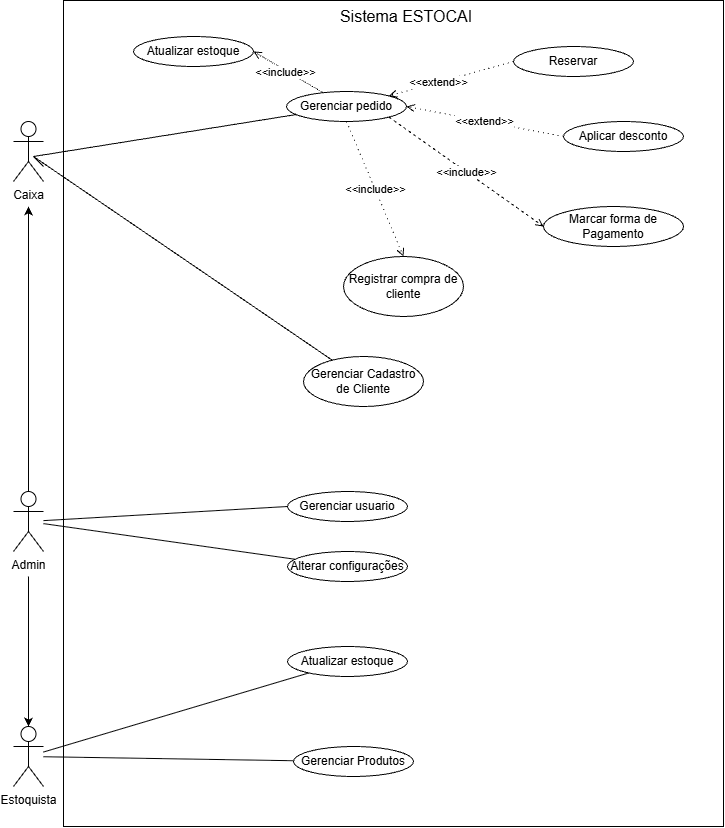 Sistema ESTOCAI
Atualizar estoque
Reservar
<<include>>
<<extend>>
Gerenciar pedido
<<extend>>
Aplicar desconto
<<include>>
<<include>>
Caixa
Marcar forma de
Pagamento
Registrar compra de
cliente
Gerenciar Cadastro
de Cliente
Gerenciar usuario
Admin
Alterar configurações
Atualizar estoque
Gerenciar Produtos
Estoquista